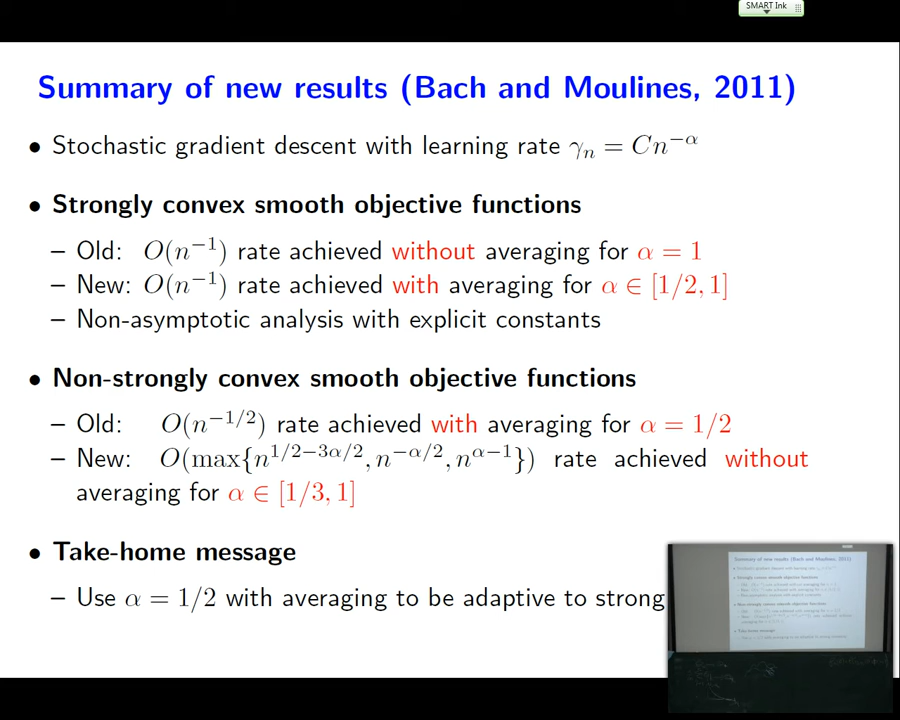 SMART Ink
Summary of new results (Bach and Moulines, 2011)
• Stochastic gradient descent with learning rate γₙ = Cn^{−α}
• Strongly convex smooth objective functions
– Old: O(n^{−1}) rate achieved without averaging for α = 1
– New: O(n^{−1}) rate achieved with averaging for α ∈ [1/2, 1]
– Non-asymptotic analysis with explicit constants
• Non-strongly convex smooth objective functions
– Old: O(n^{−1/2}) rate achieved with averaging for α = 1/2
– New: O(max{n^{1/2−3α/2}, n^{−α/2}, n^{α−1}}) rate achieved without
averaging for α ∈ [1/3, 1]
• Take-home message
– Use α = 1/2 with averaging to be adaptive to strong